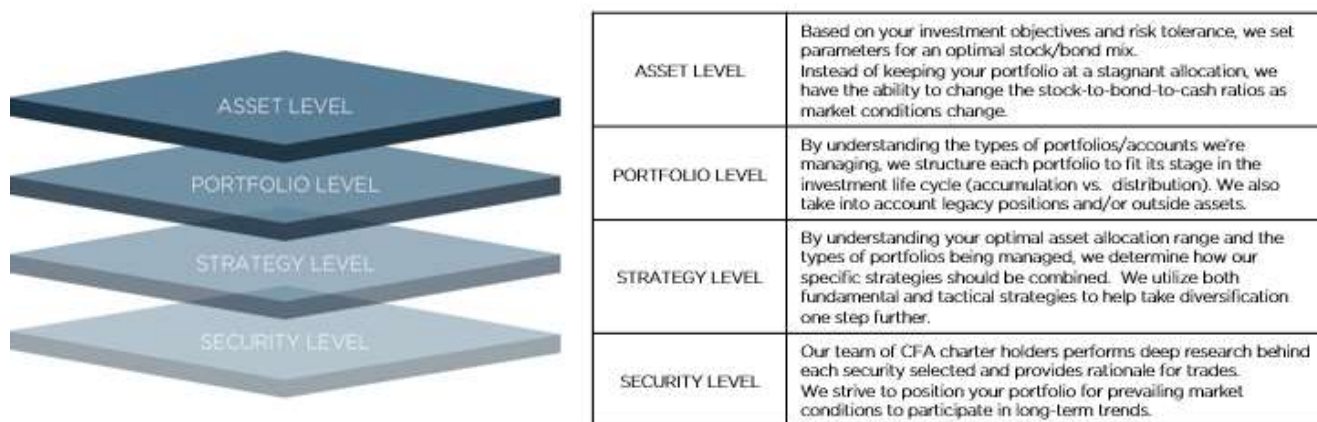 ASSET LEVEL
PORTFOLIO LEVEL
STRATEGY LEVEL
SECURITY LEVEL
ASSET LEVEL
Based on your investment objectives and risk tolerance, we set
parameters for an optimal stock/bond mix.
Instead of keeping your portfolio at a stagnant allocation, we
have the ability to change the stock-to-bond-to-cash ratios as
market conditions change.
PORTFOLIO LEVEL
By understanding the types of portfolios/accounts we're
managing, we structure each portfolio to fit its stage in the
investment life cycle (accumulation vs. distribution). We also
take into account legacy positions and/or outside assets.
STRATEGY LEVEL
By understanding your optimal asset allocation range and the
types of portfolios being managed, we determine how our
specific strategies should be combined. We utilize both
fundamental and tactical strategies to help take diversification
one step further.
SECURITY LEVEL
Our team of CFA charter holders performs deep research behind
each security selected and provides rationale for trades.
We strive to position your portfolio for prevailing market
conditions to participate in long-term trends.